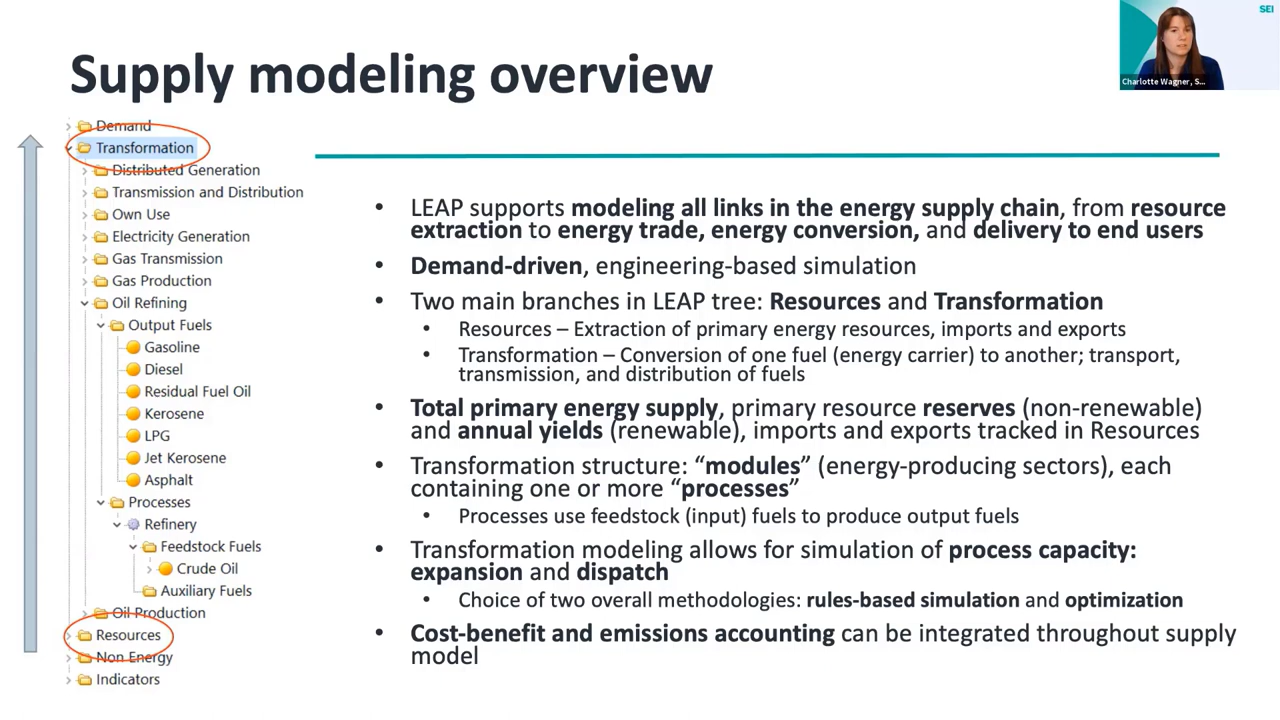 SEI
Charlotte Wagner, S...
Supply modeling overview
Demand
Transformation
Distributed Generation
Transmission and Distribution
Own Use
Electricity Generation
Gas Transmission
Gas Production
Oil Refining
Output Fuels
Gasoline
Diesel
Residual Fuel Oil
Kerosene
LPG
Jet Kerosene
Asphalt
Processes
Refinery
Feedstock Fuels
Crude Oil
Auxiliary Fuels
Oil Production
Resources
Non Energy
Indicators
• LEAP supports modeling all links in the energy supply chain, from resource
extraction to energy trade, energy conversion, and delivery to end users
• Demand-driven, engineering-based simulation
• Two main branches in LEAP tree: Resources and Transformation
• Resources – Extraction of primary energy resources, imports and exports
• Transformation – Conversion of one fuel (energy carrier) to another; transport,
transmission, and distribution of fuels
• Total primary energy supply, primary resource reserves (non-renewable)
and annual yields (renewable), imports and exports tracked in Resources
• Transformation structure: “modules” (energy-producing sectors), each
containing one or more “processes”
• Processes use feedstock (input) fuels to produce output fuels
• Transformation modeling allows for simulation of process capacity:
expansion and dispatch
• Choice of two overall methodologies: rules-based simulation and optimization
• Cost-benefit and emissions accounting can be integrated throughout supply
model